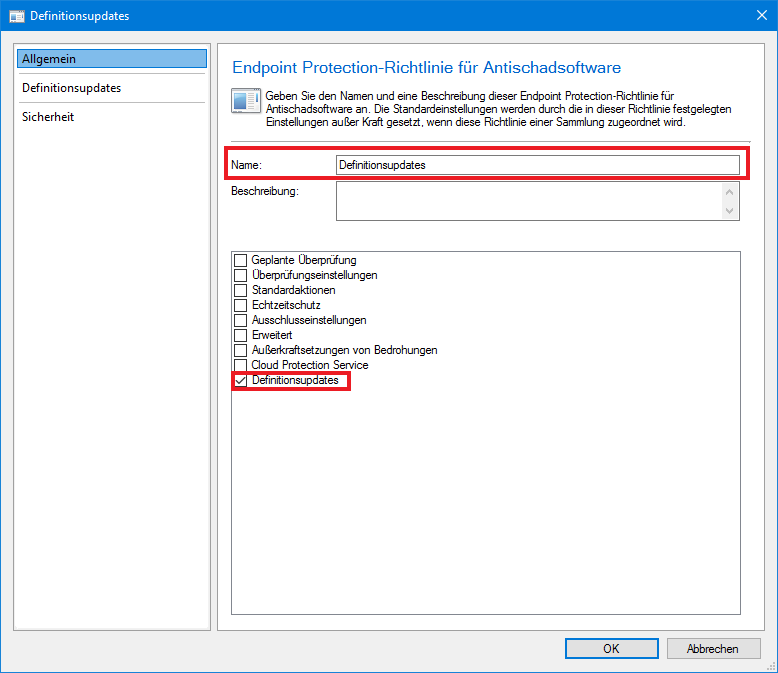 Definitionsupdates
Allgemein
Definitionsupdates
Sicherheit
Endpoint Protection-Richtlinie für Antischadsoftware
Geben Sie den Namen und eine Beschreibung dieser Endpoint Protection-Richtlinie für
Antischadsoftware an. Die Standardeinstellungen werden durch die in dieser Richtlinie festgelegten
Einstellungen außer Kraft gesetzt, wenn diese Richtlinie einer Sammlung zugeordnet wird.
Name: Definitionsupdates
Beschreibung:
Geplante Überprüfung
Überprüfungseinstellungen
Standardaktionen
Echtzeitschutz
Ausschlusseinstellungen
Erweitert
Außerkraftsetzungen von Bedrohungen
Cloud Protection Service
Definitionsupdates
OK Abbrechen